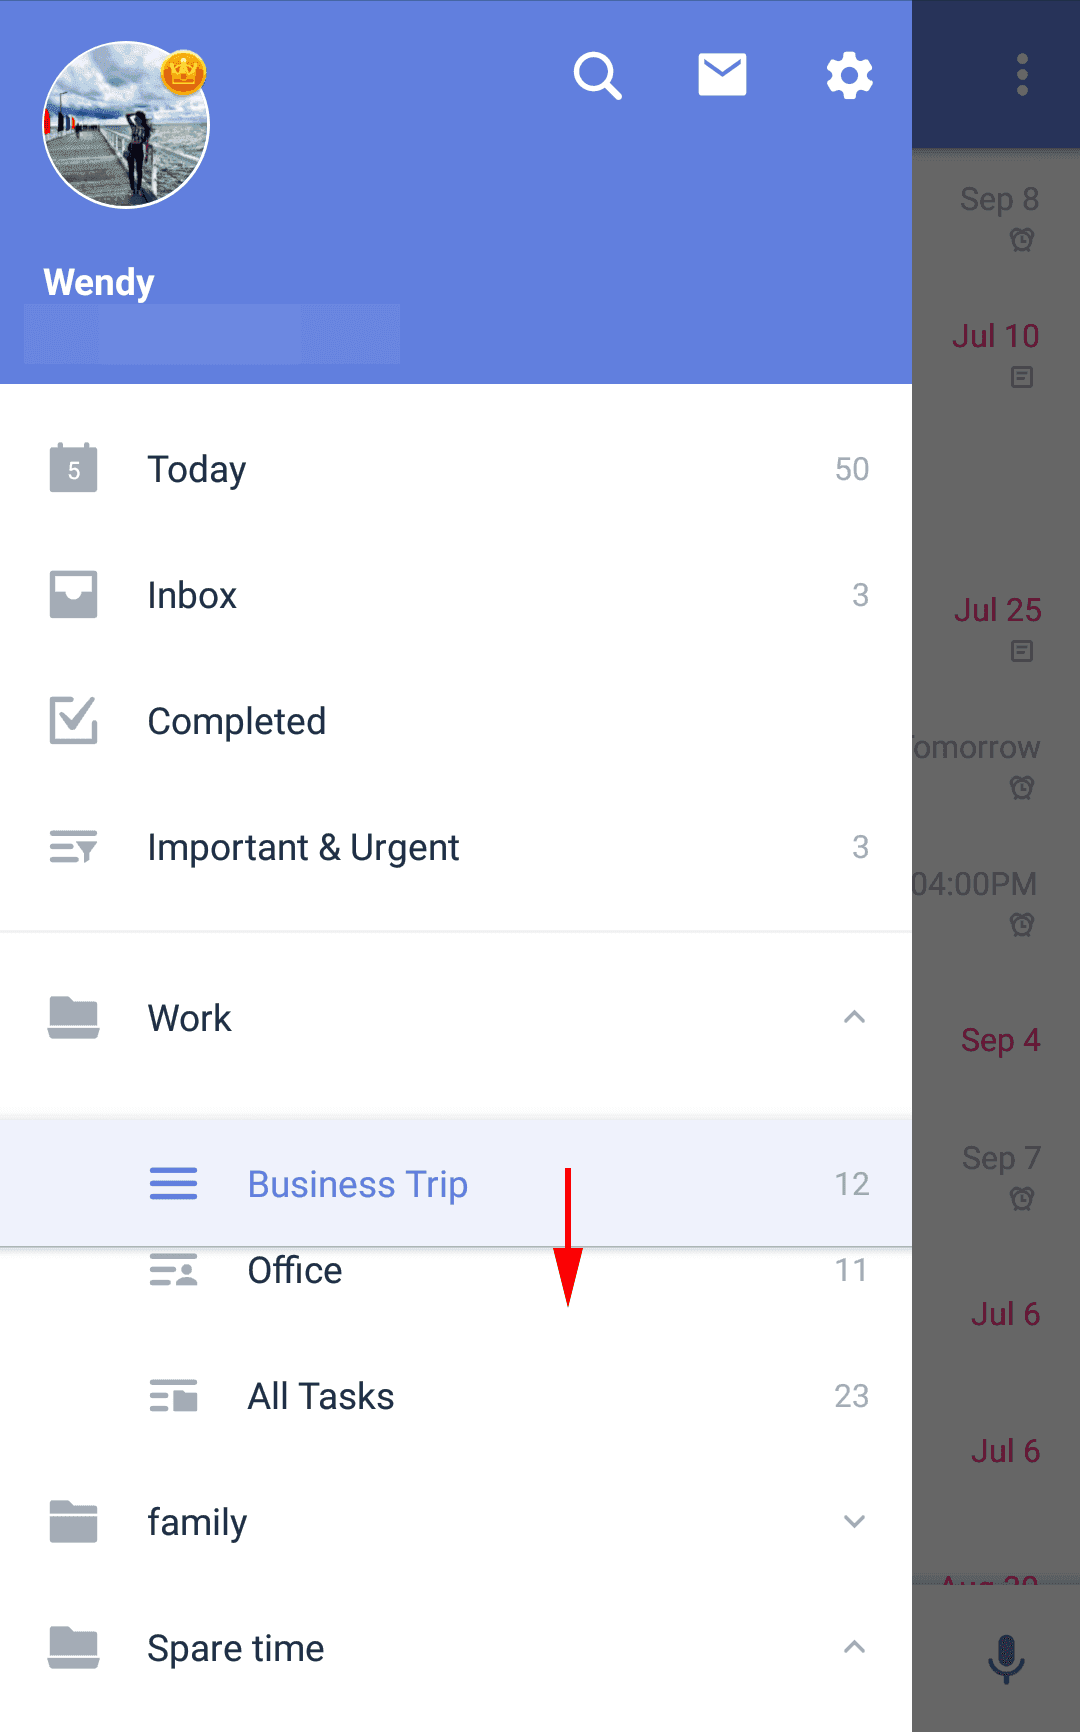 Wendy
5 Today 50
Inbox 3
Completed
Important & Urgent 3
Work
Business Trip 12
Office 11
All Tasks 23
family
Spare time
Sep 8
Jul 10
Jul 25
omorrow
04:00PM
Sep 4
Sep 7
Jul 6
Jul 6